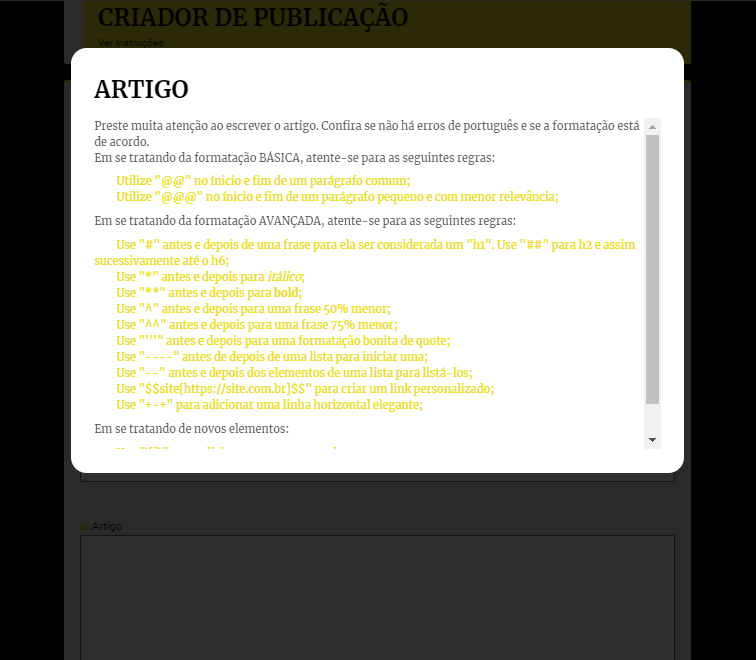 CRIADOR DE PUBLICAÇÃO
Ver instruções
ARTIGO
Preste muita atenção ao escrever o artigo. Confira se não há erros de português e se a formatação está
de acordo.
Em se tratando da formatação BÁSICA, atente-se para as seguintes regras:
Utilize "@@" no ínicio e fim de um parágrafo comum;
Utilize "@@@" no ínicio e fim de um parágrafo pequeno e com menor relevância;
Em se tratando da formatação AVANÇADA, atente-se para as seguintes regras:
Use "#" antes e depois de uma frase para ela ser considerada um "h1". Use "##" para h2 e assim
sucessivamente até o h6;
Use "*" antes e depois para itálico;
Use "**" antes e depois para bold;
Use "^" antes e depois para uma frase 50% menor;
Use "^^" antes e depois para uma frase 75% menor;
Use "'''" antes e depois para uma formatação bonita de quote;
Use "----" antes de depois de uma lista para iniciar uma;
Use "--" antes e depois dos elementos de uma lista para listá-los;
Use "$$site[https://site.com.br]$$" para criar um link personalizado;
Use "+-+" para adicionar uma linha horizontal elegante;
Em se tratando de novos elementos:
Artigo